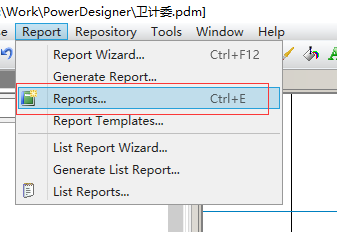 \Work\PowerDesigner\卫计委.pdm]
Report Repository Tools Window Help
Report Wizard... Ctrl+F12
Generate Report...
Reports... Ctrl+E
Report Templates...
List Report Wizard...
Generate List Report...
List Reports...